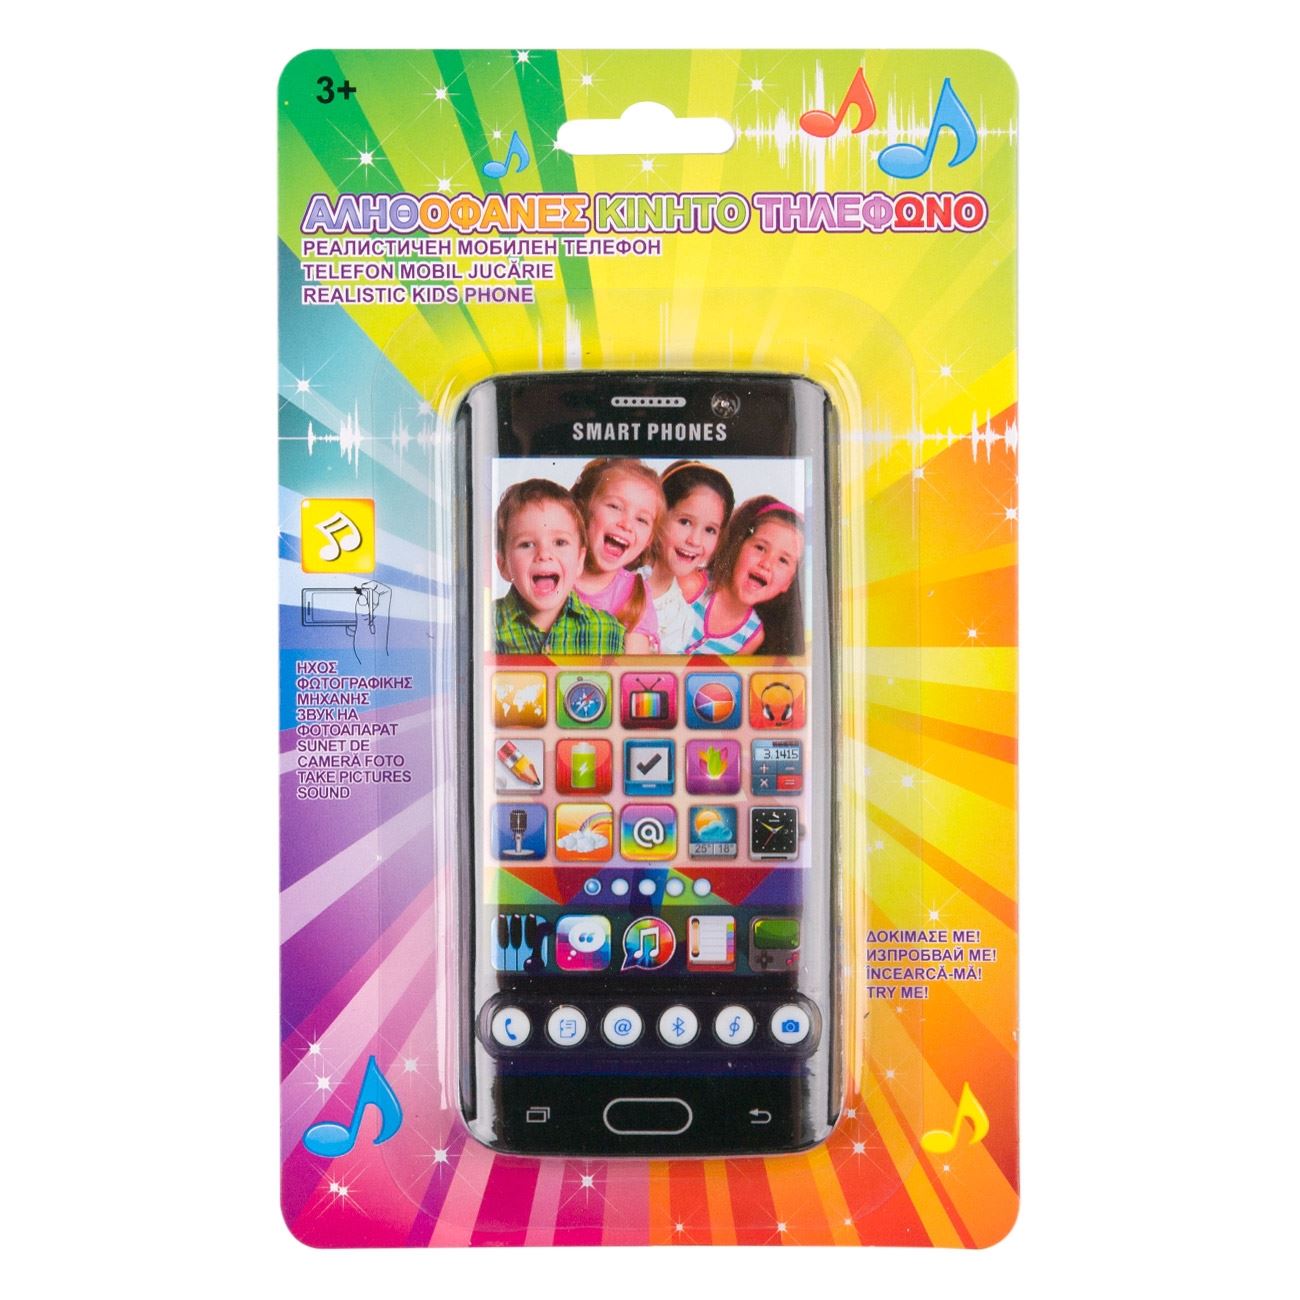 3+
ΑΛΗΘΟΦΑΝΕΣ ΚΙΝΗΤΟ ΤΗΛΕΦΩΝΟ
РЕАЛИСТИЧЕН МОБИЛЕН ТЕЛЕФОН
TELEFON MOBIL JUCĂRIE
REALISTIC KIDS PHONE
SMART PHONES
ΗΧΟΣ
ΦΩΤΟΓΡΑΦΙΚΗΣ
ΜΗΧΑΝΗΣ
ЗВУК НА
ФОТОАПАРАТ
SUNET DE
CAMERĂ FOTO
TAKE PICTURES
SOUND
3.1415
25° 18°
ΔΟΚΙΜΑΣΕ ΜΕ!
ИЗПРОБВАЙ МЕ!
ÎNCEARCĂ-MĂ!
TRY ME!